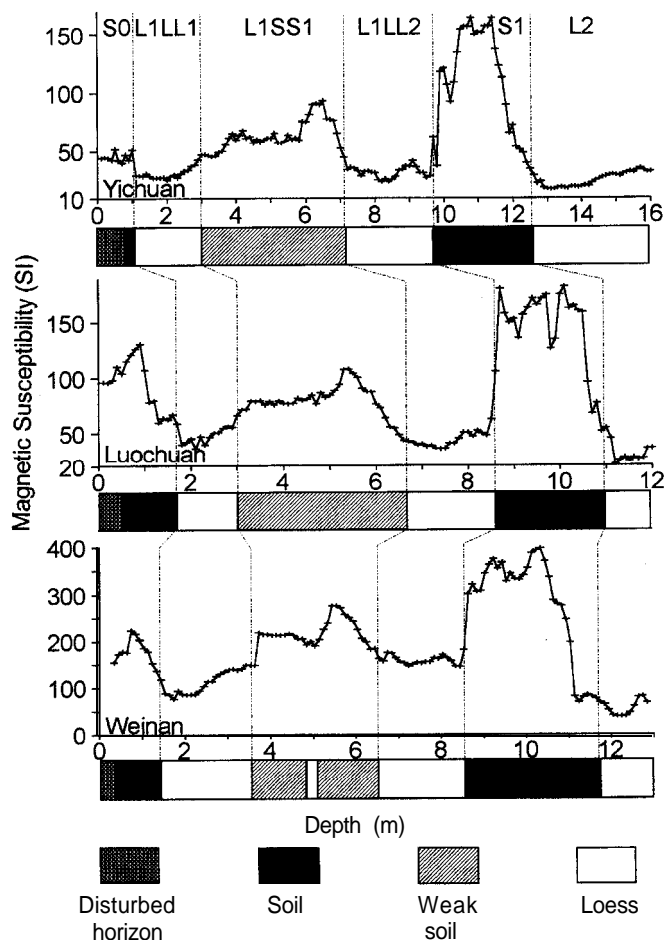 150
S0 L1LL1 L1SS1 L1LL2 S1 L2
100
50
10
Yichuan
0 2 4 6 8 10 12 14 16
Magnetic Susceptibility (SI)
150
100
50
20
Luochuan
0 2 4 6 8 10 12
400
300
200
100
0
Weinan
0 2 4 6 8 10 12
Depth (m)
Disturbed horizon
Soil
Weak soil
Loess